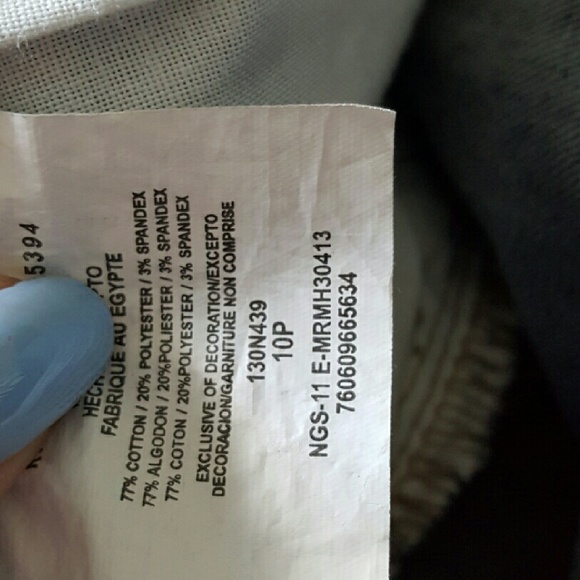 5394
FABRIQUE AU EGYPTE
77% COTTON / 20% POLYESTER / 3% SPANDEX
77% ALGODON / 20%POLIESTER / 3% SPANDEX
77% COTON / 20%POLYESTER / 3% SPANDEX
EXCLUSIVE OF DECORATION/EXCEPTO
DECORACION/GARNITURE NON COMPRISE
130N439
10P
NGS-11 E-MRMH30413
760609665634